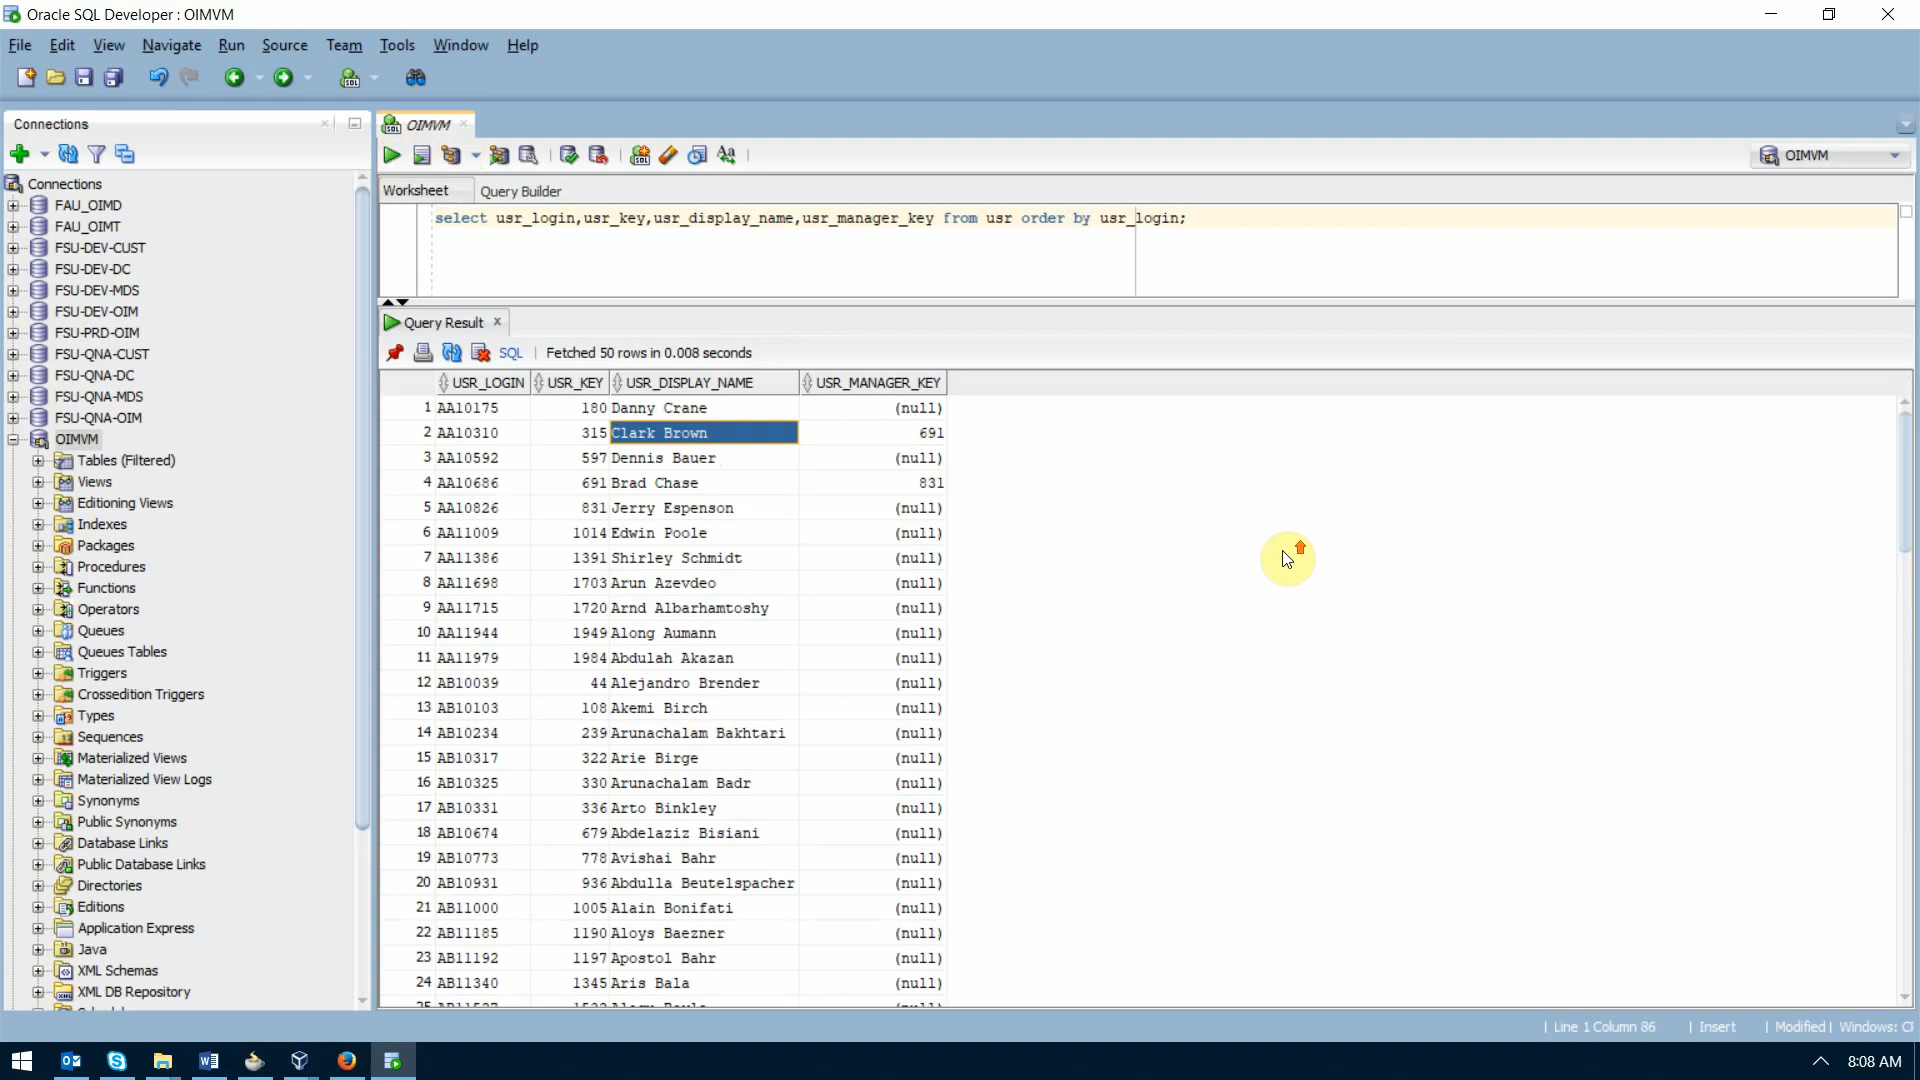 Oracle SQL Developer : OIMVM
File Edit View Navigate Run Source Team Tools Window Help
Connections
OIMVM
OIMVM
Worksheet Query Builder
select usr_login,usr_key,usr_display_name,usr_manager_key from usr order by usr_login;
Query Result
SQL | Fetched 50 rows in 0.008 seconds
USR_LOGIN USR_KEY USR_DISPLAY_NAME USR_MANAGER_KEY
1 AA10175 180 Danny Crane (null)
2 AA10310 315 Clark Brown 691
3 AA10592 597 Dennis Bauer (null)
4 AA10686 691 Brad Chase 831
5 AA10826 831 Jerry Espenson (null)
6 AA11009 1014 Edwin Poole (null)
7 AA11386 1391 Shirley Schmidt (null)
8 AA11698 1703 Arun Azevdeo (null)
9 AA11715 1720 Arnd Albarhamtoshy (null)
10 AA11944 1949 Along Aumann (null)
11 AA11979 1984 Abdulah Akazan (null)
12 AB10039 44 Alejandro Brender (null)
13 AB10103 108 Akemi Birch (null)
14 AB10234 239 Arunachalam Bakhtari (null)
15 AB10317 322 Arie Birge (null)
16 AB10325 330 Arunachalam Badr (null)
17 AB10331 336 Arto Binkley (null)
18 AB10674 679 Abdelaziz Bisiani (null)
19 AB10773 778 Avishai Bahr (null)
20 AB10931 936 Abdulla Beutelspacher (null)
21 AB11000 1005 Alain Bonifati (null)
22 AB11185 1190 Aloys Baezner (null)
23 AB11192 1197 Apostol Bahr (null)
24 AB11340 1345 Aris Bala (null)
Connections
FAU_OIMD
FAU_OIMT
FSU-DEV-CUST
FSU-DEV-DC
FSU-DEV-MDS
FSU-DEV-OIM
FSU-PRD-OIM
FSU-QNA-CUST
FSU-QNA-DC
FSU-QNA-MDS
FSU-QNA-OIM
OIMVM
Tables (Filtered)
Views
Editioning Views
Indexes
Packages
Procedures
Functions
Operators
Queues
Queues Tables
Triggers
Crossedition Triggers
Types
Sequences
Materialized Views
Materialized View Logs
Synonyms
Public Synonyms
Database Links
Public Database Links
Directories
Editions
Application Express
Java
XML Schemas
XML DB Repository
| Line 1 Column 86 | Insert | Modified | Windows: CF
8:08 AM